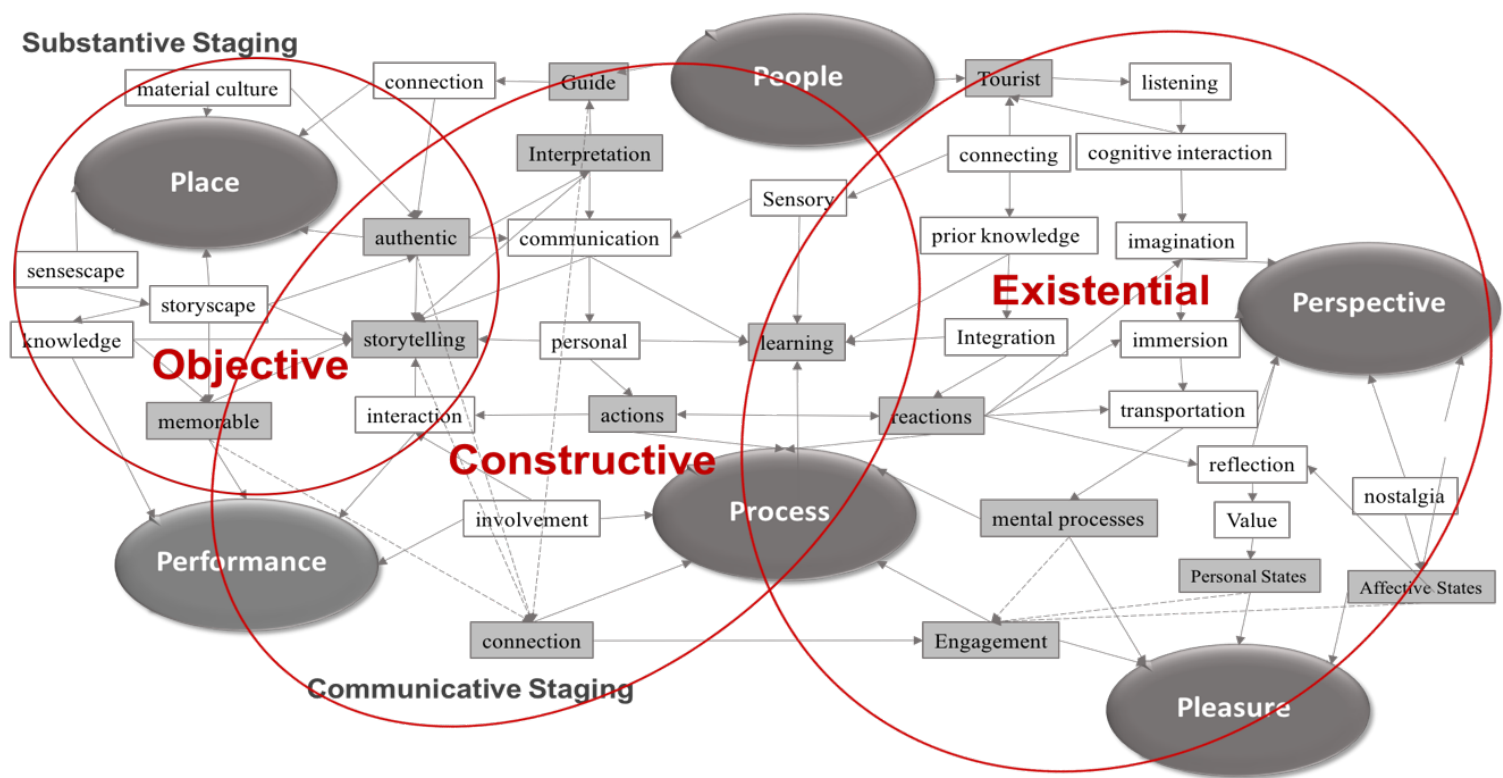 Substantive Staging
material culture
connection
Guide
People
Tourist
listening
Interpretation
connecting
cognitive interaction
Place
Sensory
authentic
communication
prior knowledge
imagination
sensescape
storyscape
Existential
Perspective
knowledge
storytelling
personal
learning
Integration
immersion
Objective
memorable
interaction
actions
reactions
transportation
Constructive
reflection
nostalgia
involvement
Process
mental processes
Value
Performance
Personal States
Affective States
connection
Engagement
Communicative Staging
Pleasure